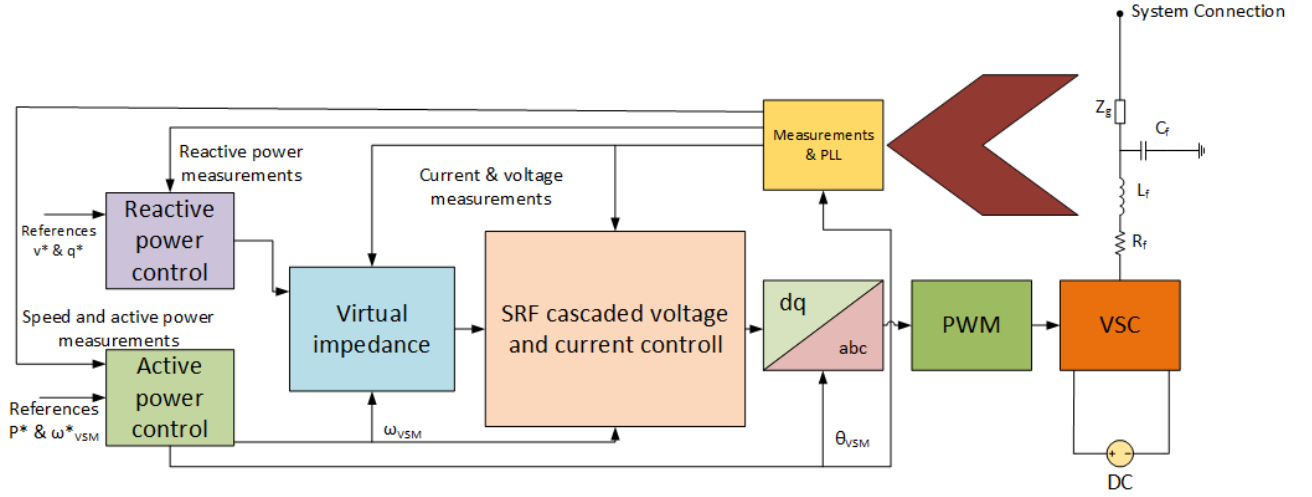 System Connection
Z_g
C_f
Measurements
& PLL
Reactive power
measurements
Current & voltage
measurements
L_f
R_f
Reactive
power
control
References
v* & q*
Virtual
impedance
SRF cascaded voltage
and current controll
dq
abc
PWM
VSC
Speed and active power
measurements
Active
power
control
References
P* & ω*_VSM
ω_VSM
θ_VSM
+ −
DC